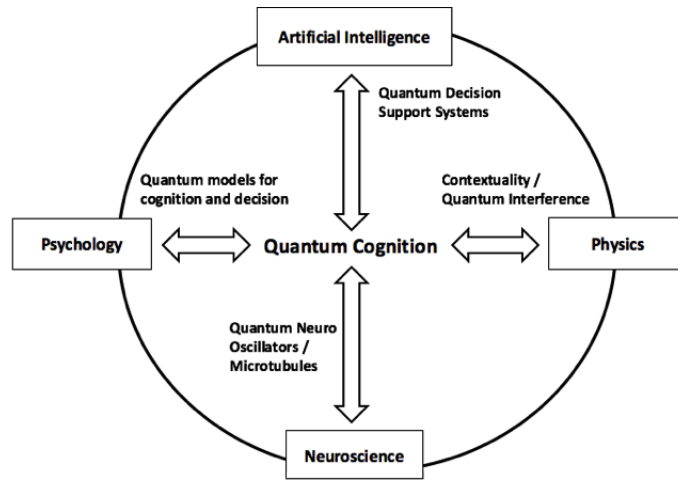 Artificial Intelligence
Quantum Decision
Support Systems
Quantum models for
cognition and decision
Contextuality /
Quantum Interference
Psychology
Quantum Cognition
Physics
Quantum Neuro
Oscillators /
Microtubules
Neuroscience